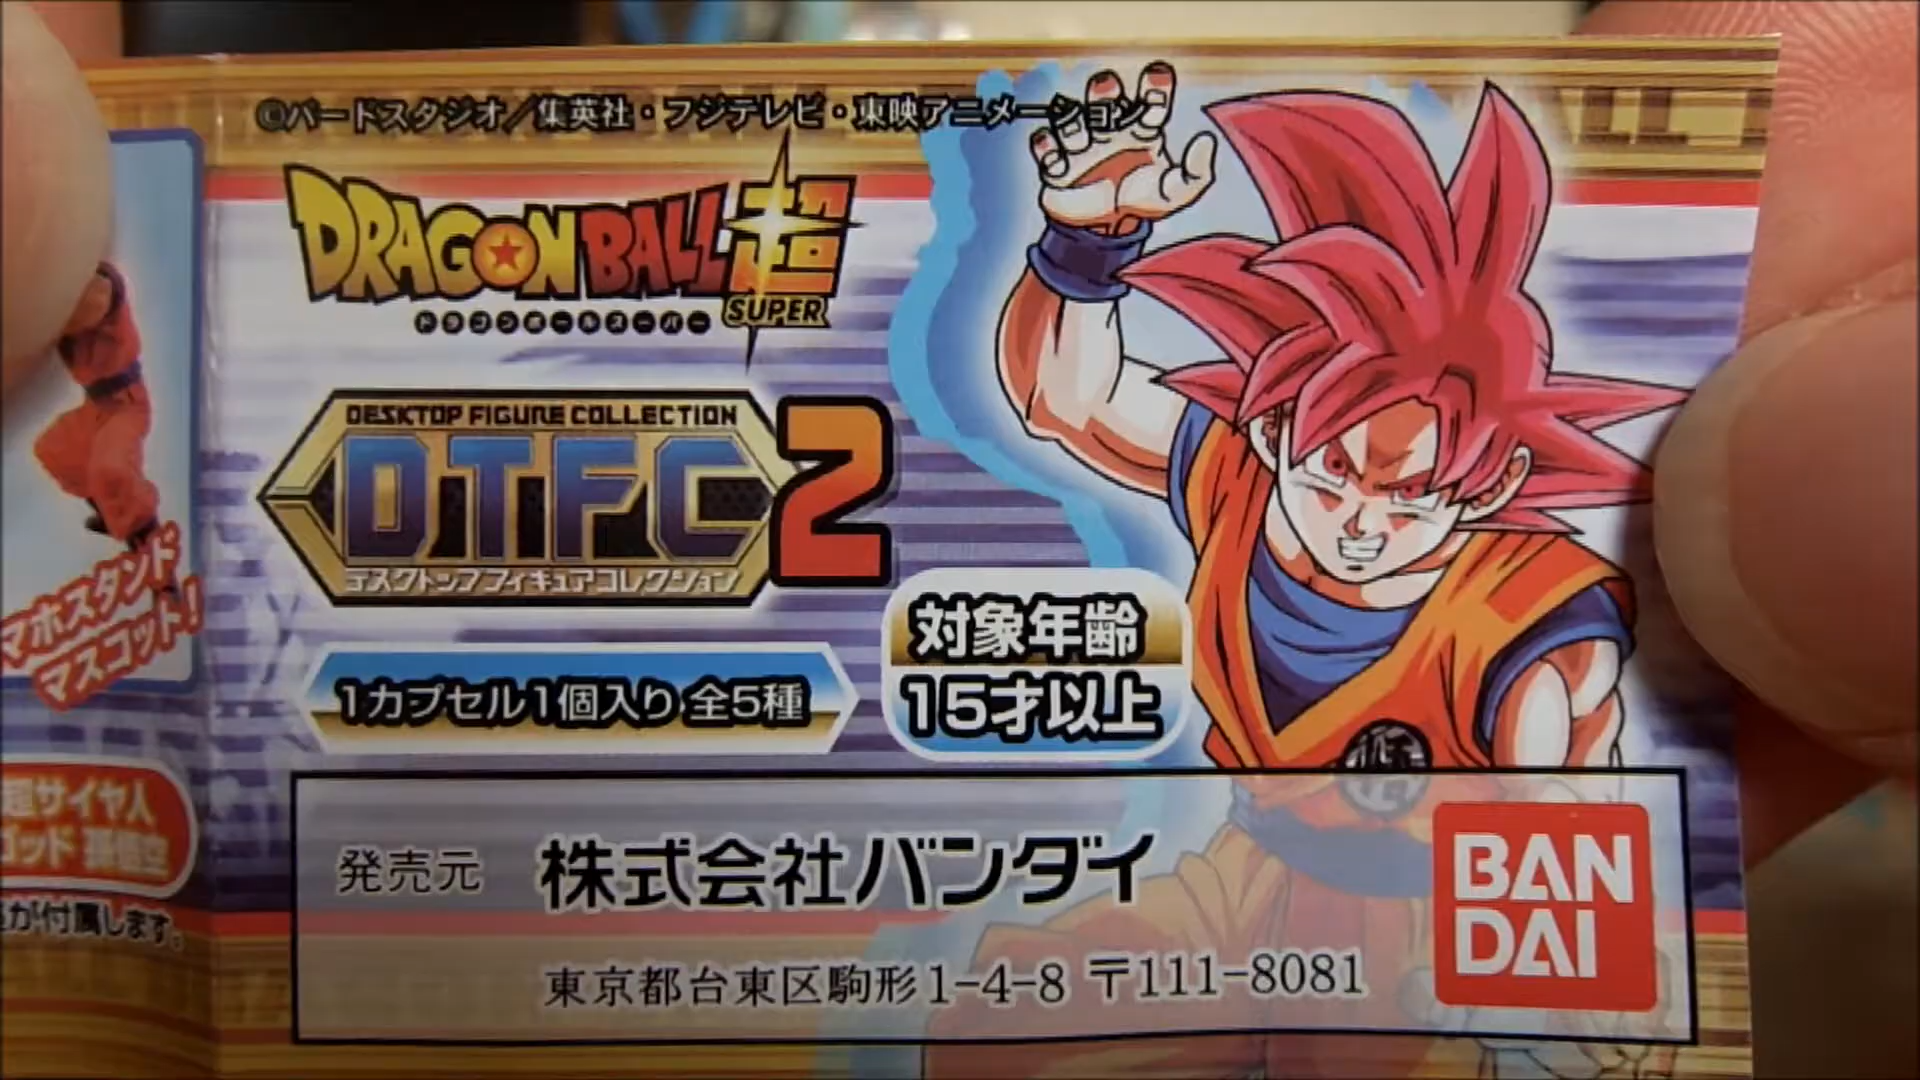 ©バードスタジオ／集英社・フジテレビ・東映アニメーション
DRAGON BALL超
SUPER
ドラゴンボールスーパー
DESKTOP FIGURE COLLECTION
DTFC2
デスクトップフィギュアコレクション
1カプセル1個入り 全5種
対象年齢
15才以上
発売元 株式会社バンダイ
東京都台東区駒形1-4-8 〒111-8081
BAN
DAI
マホスタンド
マスコット!
超サイヤ人
ゴッド 孫悟空
が付属します。